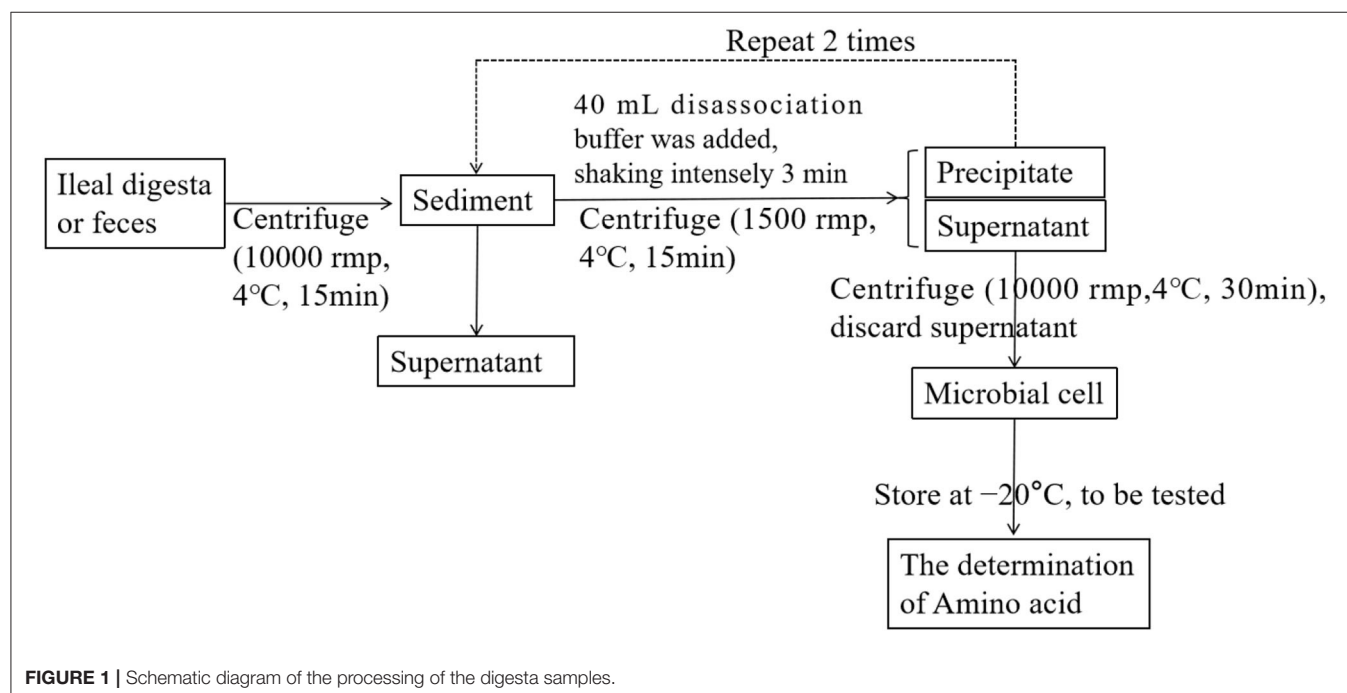 Repeat 2 times
40 mL disassociation
buffer was added,
shaking intensely 3 min
Ileal digesta
or feces
Centrifuge
(10000 rmp,
4℃, 15min)
Sediment
Supernatant
Centrifuge (1500 rmp,
4℃, 15min)
Precipitate
Supernatant
Centrifuge (10000 rmp,4℃, 30min),
discard supernatant
Microbial cell
Store at −20°C, to be tested
The determination
of Amino acid
FIGURE 1 | Schematic diagram of the processing of the digesta samples.